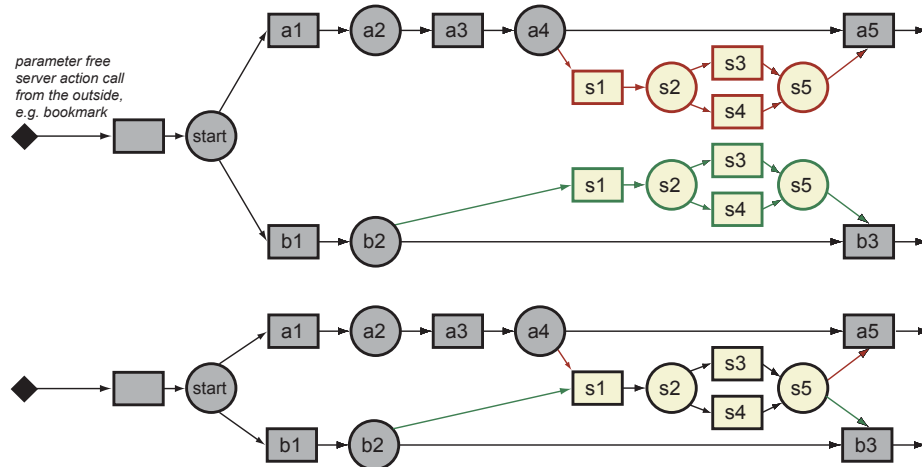 a1 a2 a3 a4 a5
parameter free
server action call
from the outside,
e.g. bookmark
s3
s1 s2 s5
s4
start
s3
s1 s2 s5
s4
b1 b2 b3
a1 a2 a3 a4 a5
s3
start s1 s2 s5
s4
b1 b2 b3